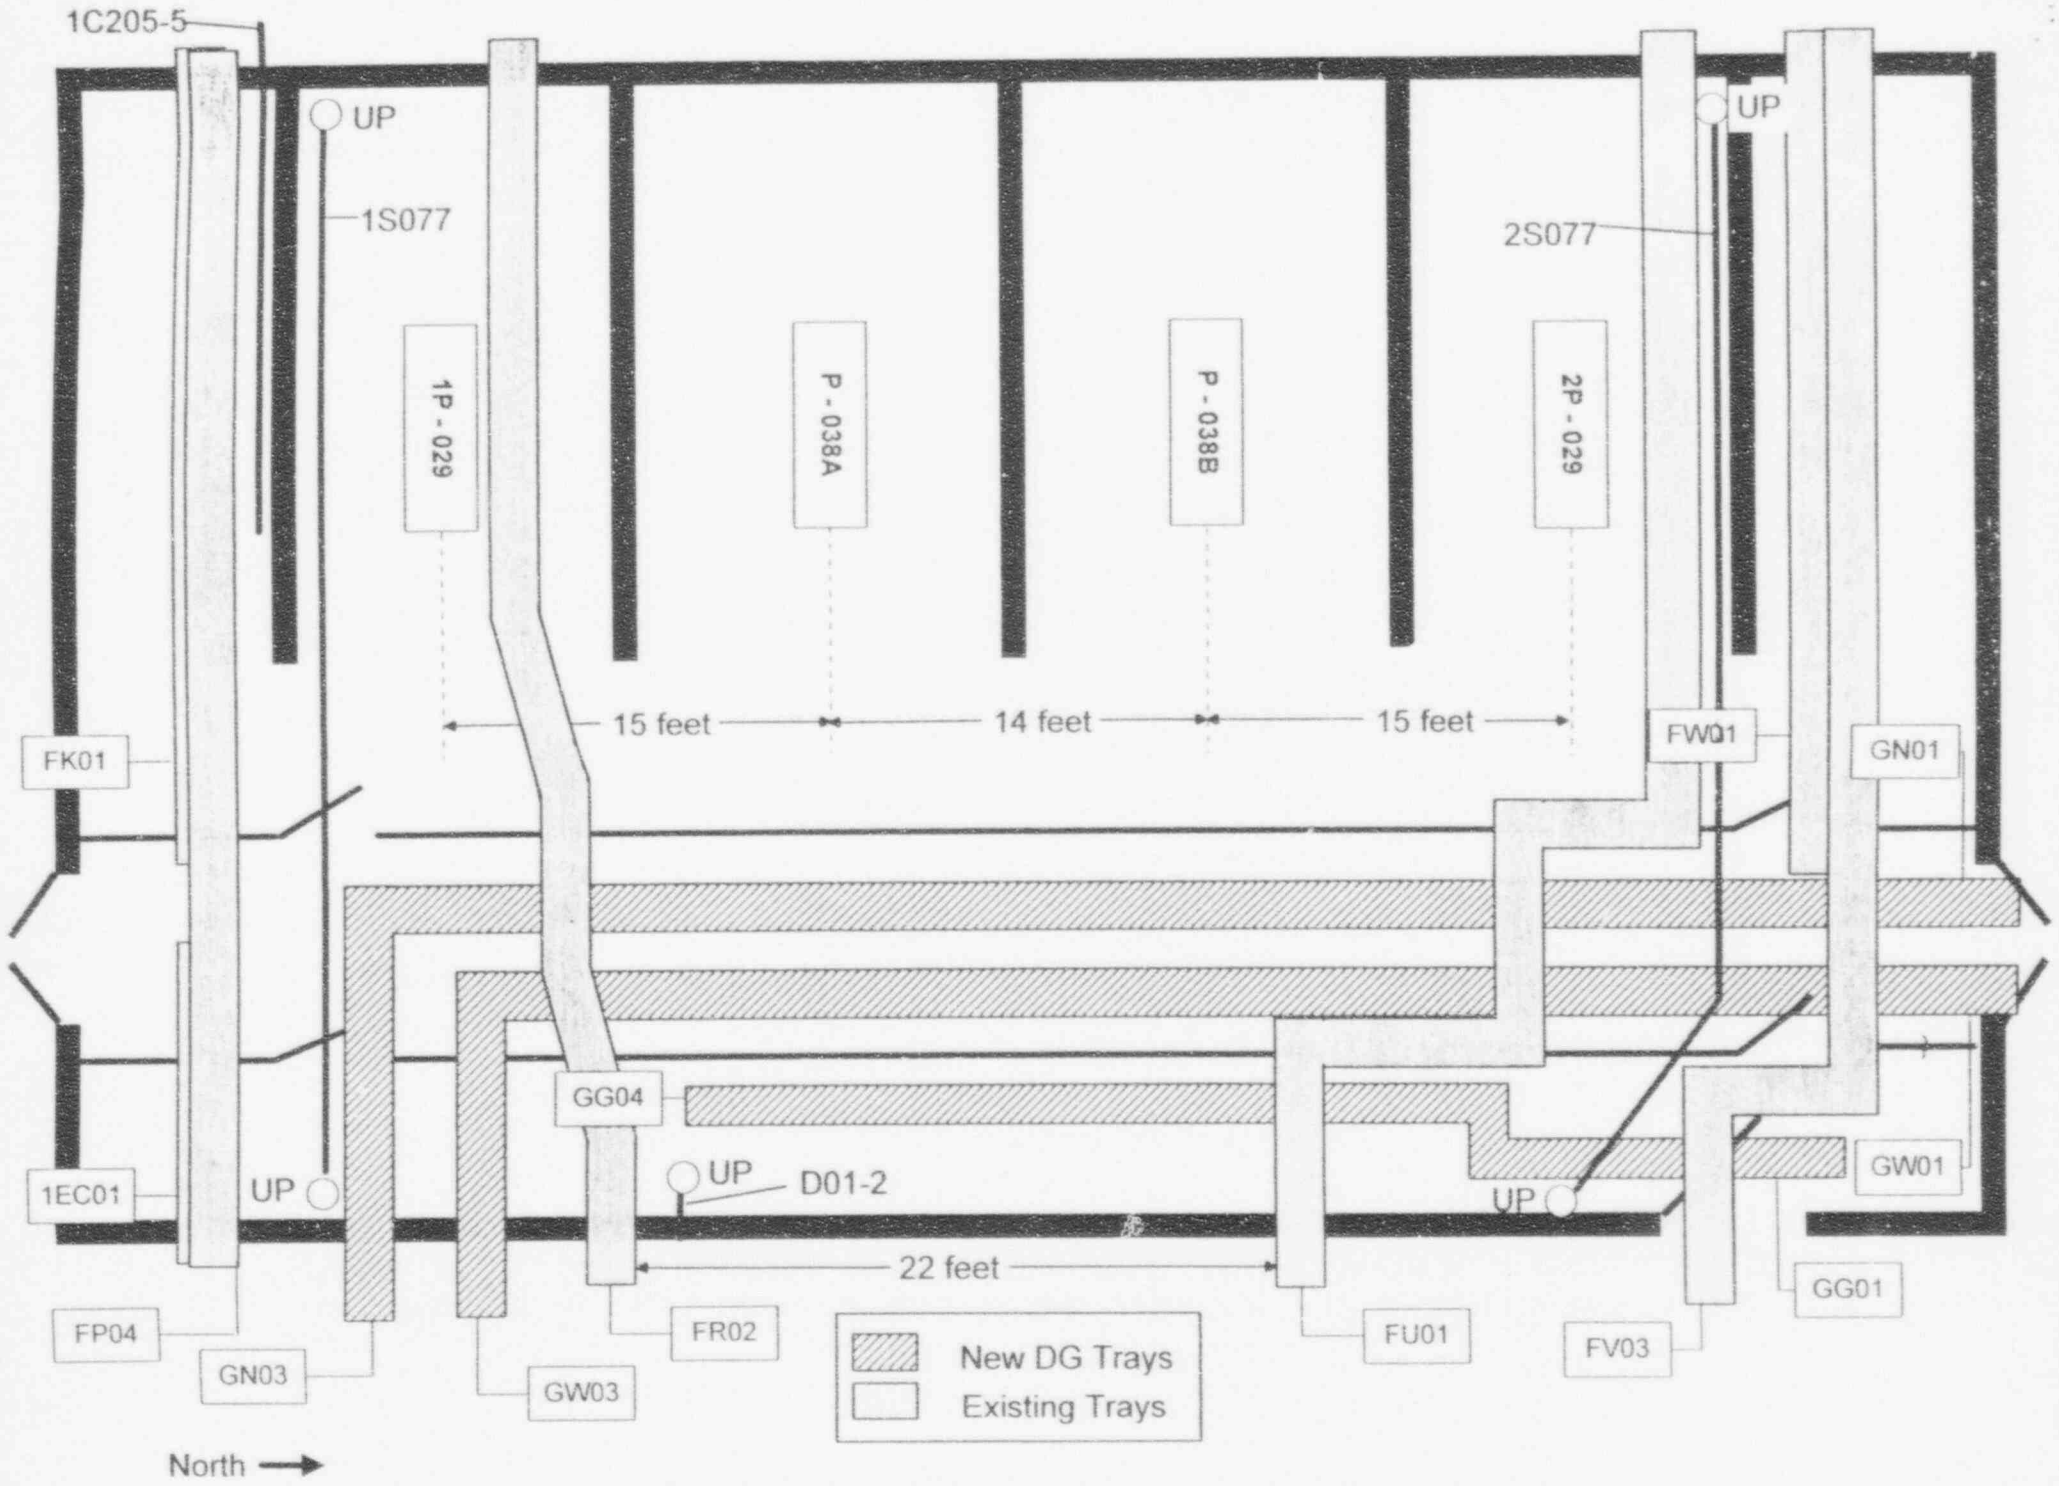 1C205-5
UP
UP
1S077
2S077
1P - 029
P - 038A
P - 038B
2P - 029
15 feet
14 feet
15 feet
FW01
GN01
FK01
GG04
UP
D01-2
GW01
1EC01
UP
UP
22 feet
GG01
FP04
FR02
FU01
FV03
GN03
GW03
New DG Trays
Existing Trays
North